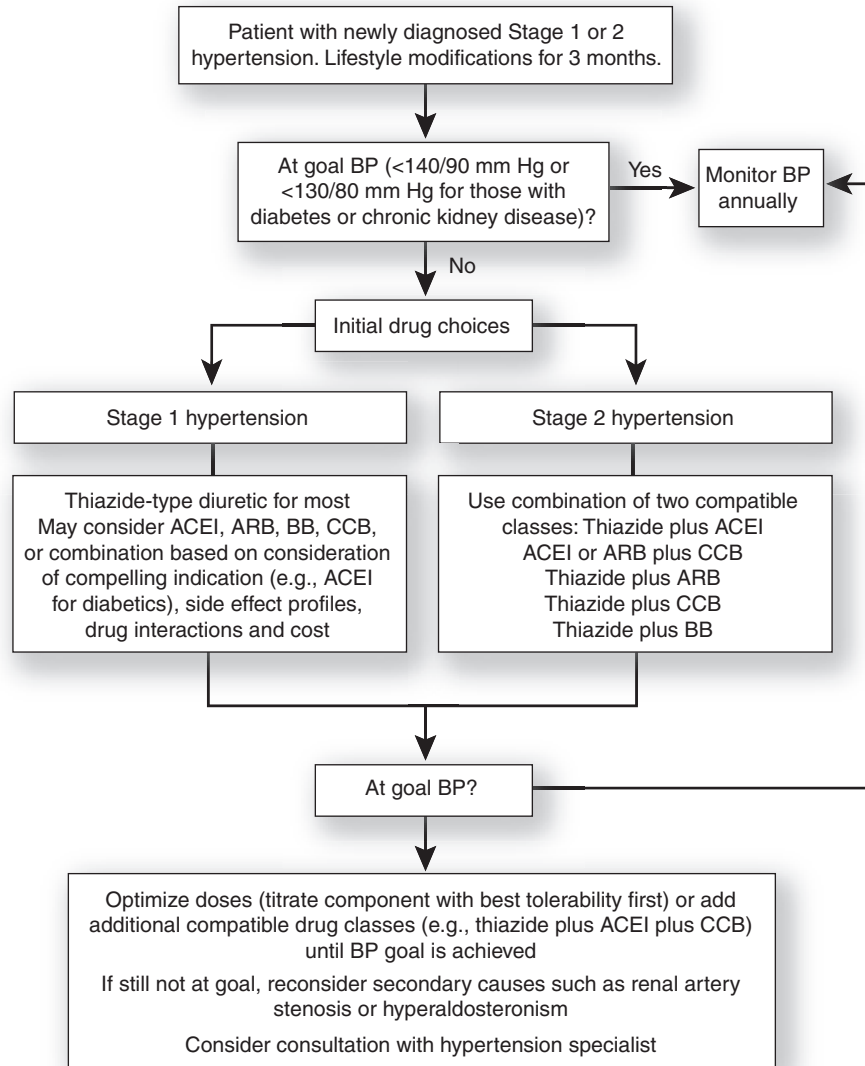 Patient with newly diagnosed Stage 1 or 2
hypertension. Lifestyle modifications for 3 months.
At goal BP (<140/90 mm Hg or
<130/80 mm Hg for those with
diabetes or chronic kidney disease)?
Yes
Monitor BP
annually
No
Initial drug choices
Stage 1 hypertension
Stage 2 hypertension
Thiazide-type diuretic for most
May consider ACEI, ARB, BB, CCB,
or combination based on consideration
of compelling indication (e.g., ACEI
for diabetics), side effect profiles,
drug interactions and cost
Use combination of two compatible
classes: Thiazide plus ACEI
ACEI or ARB plus CCB
Thiazide plus ARB
Thiazide plus CCB
Thiazide plus BB
At goal BP?
Optimize doses (titrate component with best tolerability first) or add
additional compatible drug classes (e.g., thiazide plus ACEI plus CCB)
until BP goal is achieved
If still not at goal, reconsider secondary causes such as renal artery
stenosis or hyperaldosteronism
Consider consultation with hypertension specialist